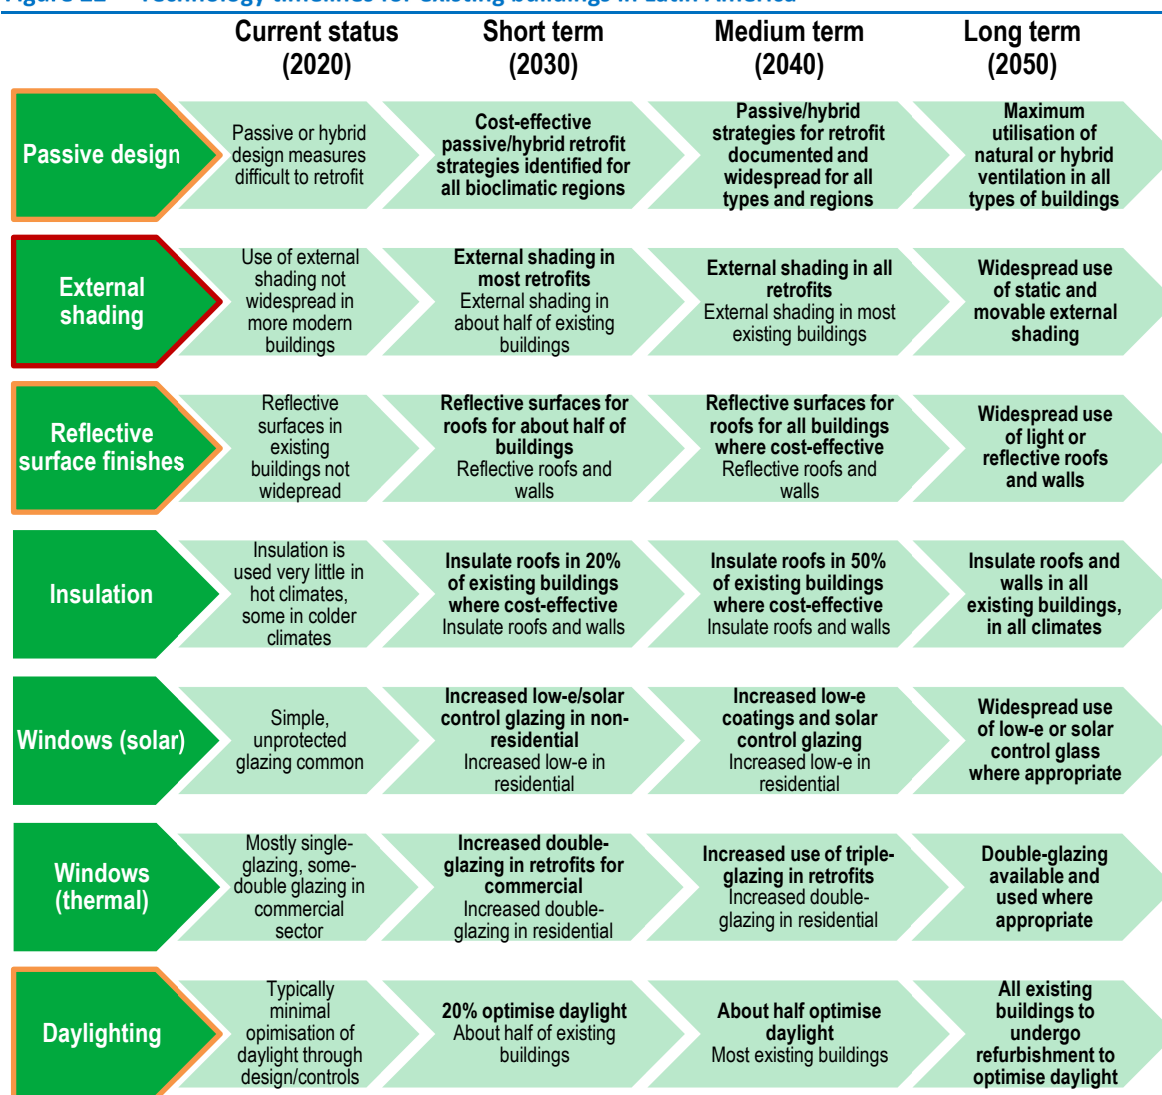 Figure 22 Technology timelines for existing buildings in Latin America
Current status
(2020)
Short term
(2030)
Medium term
(2040)
Long term
(2050)
Passive design
Passive or hybrid
design measures
difficult to retrofit
Cost-effective
passive/hybrid retrofit
strategies identified for
all bioclimatic regions
Passive/hybrid
strategies for retrofit
documented and
widespread for all
types and regions
Maximum
utilisation of
natural or hybrid
ventilation in all
types of buildings
External
shading
Use of external
shading not
widespread in
more modern
buildings
External shading in
most retrofits
External shading in
about half of existing
buildings
External shading in all
retrofits
External shading in most
existing buildings
Widespread use
of static and
movable external
shading
Reflective
surface finishes
Reflective
surfaces in
existing
buildings not
widepread
Reflective surfaces for
roofs for about half of
buildings
Reflective roofs and
walls
Reflective surfaces for
roofs for all buildings
where cost-effective
Reflective roofs and
walls
Widespread use
of light or
reflective roofs
and walls
Insulation
Insulation is
used very little in
hot climates,
some in colder
climates
Insulate roofs in 20%
of existing buildings
where cost-effective
Insulate roofs and walls
Insulate roofs in 50%
of existing buildings
where cost-effective
Insulate roofs and walls
Insulate roofs and
walls in all
existing buildings,
in all climates
Windows (solar)
Simple,
unprotected
glazing common
Increased low-e/solar
control glazing in non-
residential
Increased low-e in
residential
Increased low-e
coatings and solar
control glazing
Increased low-e in
residential
Widespread use
of low-e or solar
control glass
where appropriate
Windows
(thermal)
Mostly single-
glazing, some-
double glazing in
commercial
sector
Increased double-
glazing in retrofits for
commercial
Increased double-
glazing in residential
Increased use of triple-
glazing in retrofits
Increased double-
glazing in residential
Double-glazing
available and
used where
appropriate
Daylighting
Typically
minimal
opimisation of
daylight through
design/controls
20% optimise daylight
About half of existing
buildings
About half optimise
daylight
Most existing buildings
All existing
buildings to
undergo
refurbishment to
optimise daylight